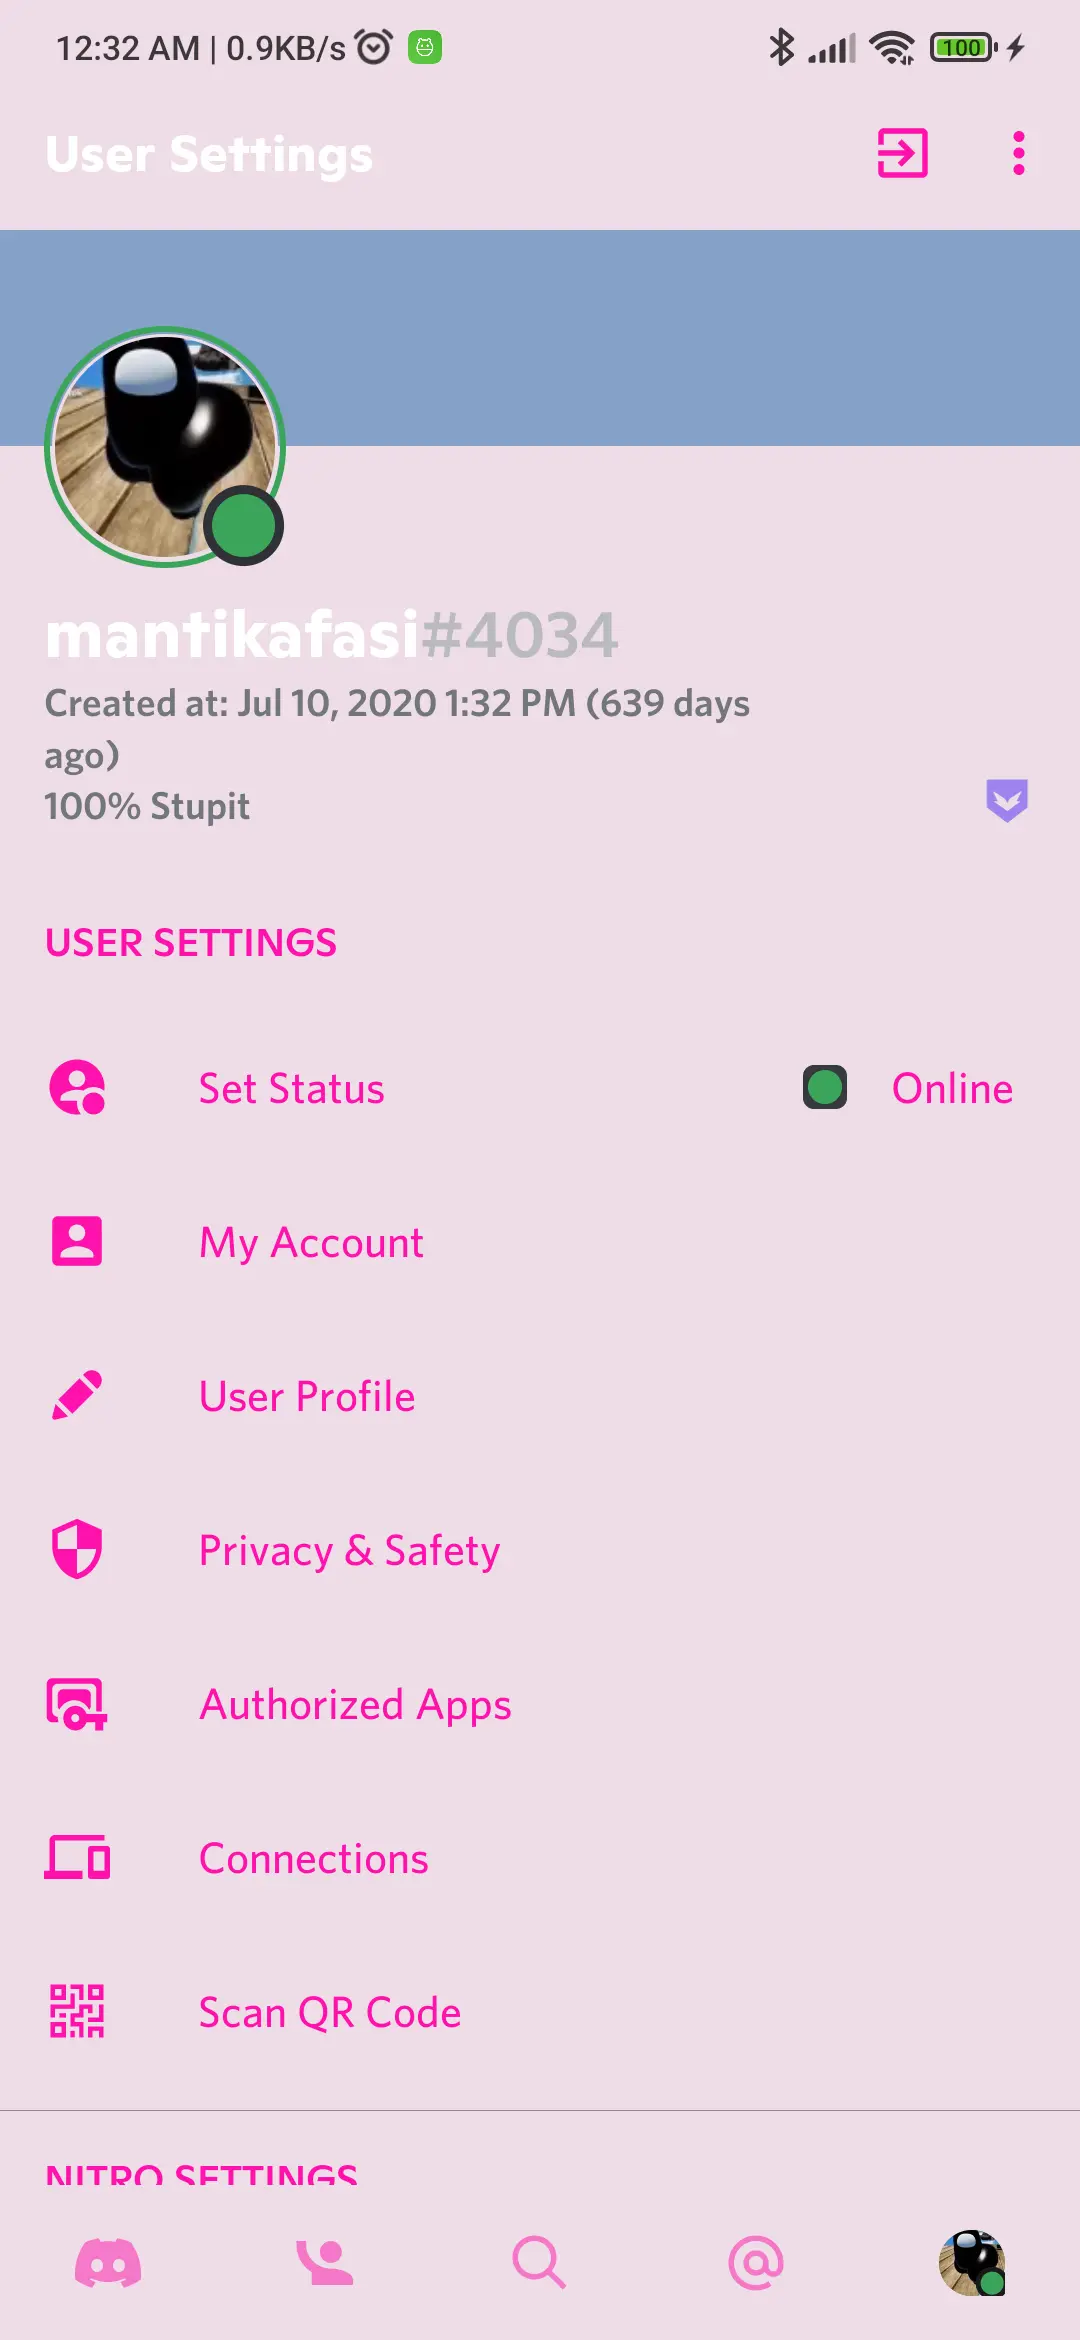 12:32 AM | 0.9KB/s
100
User Settings
mantikafasi#4034
Created at: Jul 10, 2020 1:32 PM (639 days
ago)
100% Stupit
USER SETTINGS
Set Status
Online
My Account
User Profile
Privacy & Safety
Authorized Apps
Connections
Scan QR Code
NITRO SETTINGS